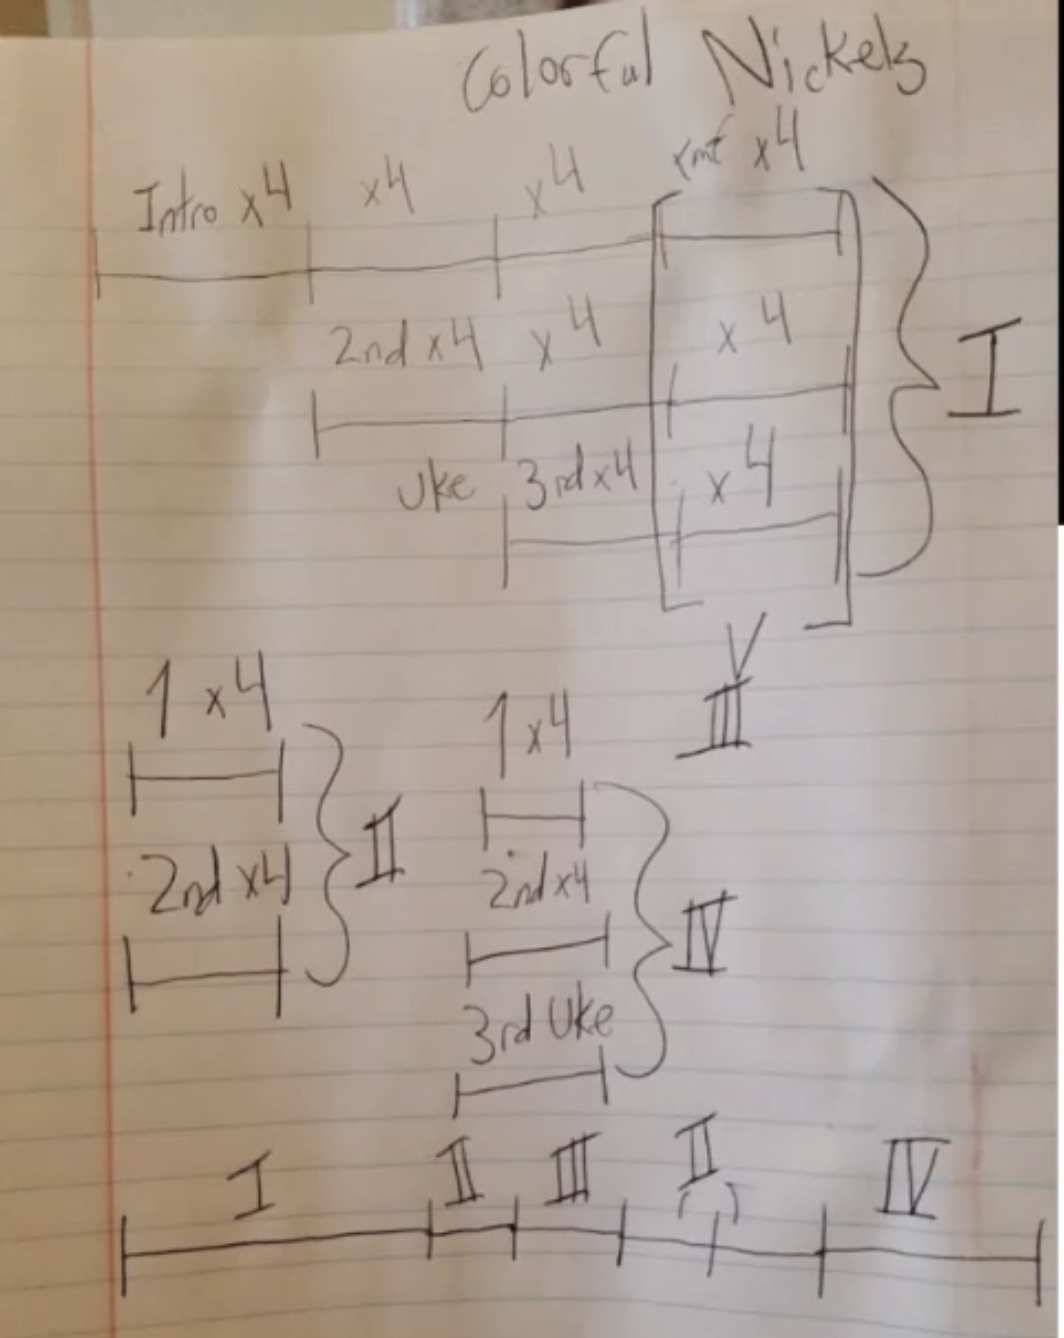 Colorful Nickels
Intro x4 x4 x4 x4
2nd x4 x4 x4
I
Uke 3rd x4 x4
V
III
1 x4
1 x4
II
2nd x4
2nd x4
IV
3rd Uke
I II III II IV